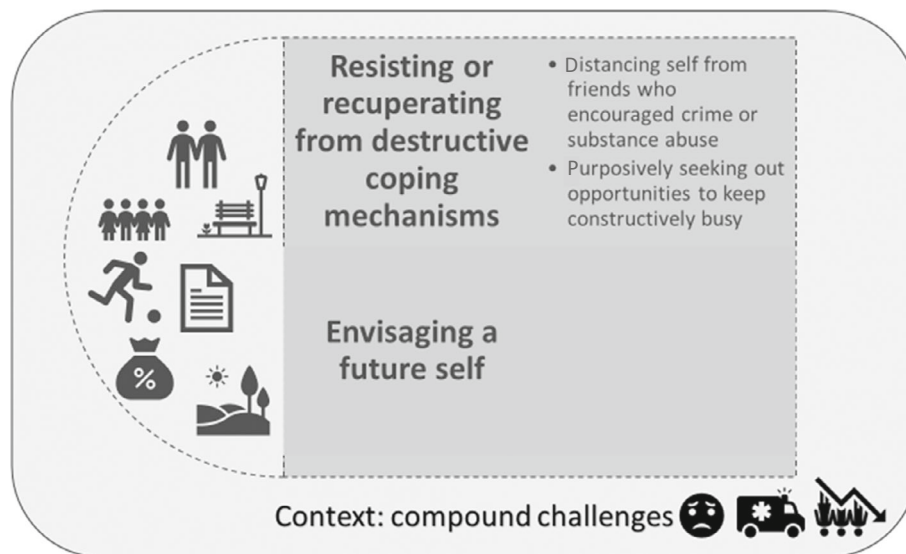 Resisting or
recuperating
from destructive
coping
mechanisms
• Distancing self from
friends who
encouraged crime or
substance abuse
• Purposively seeking out
opportunities to keep
constructively busy
Envisaging a
future self
%
Context: compound challenges